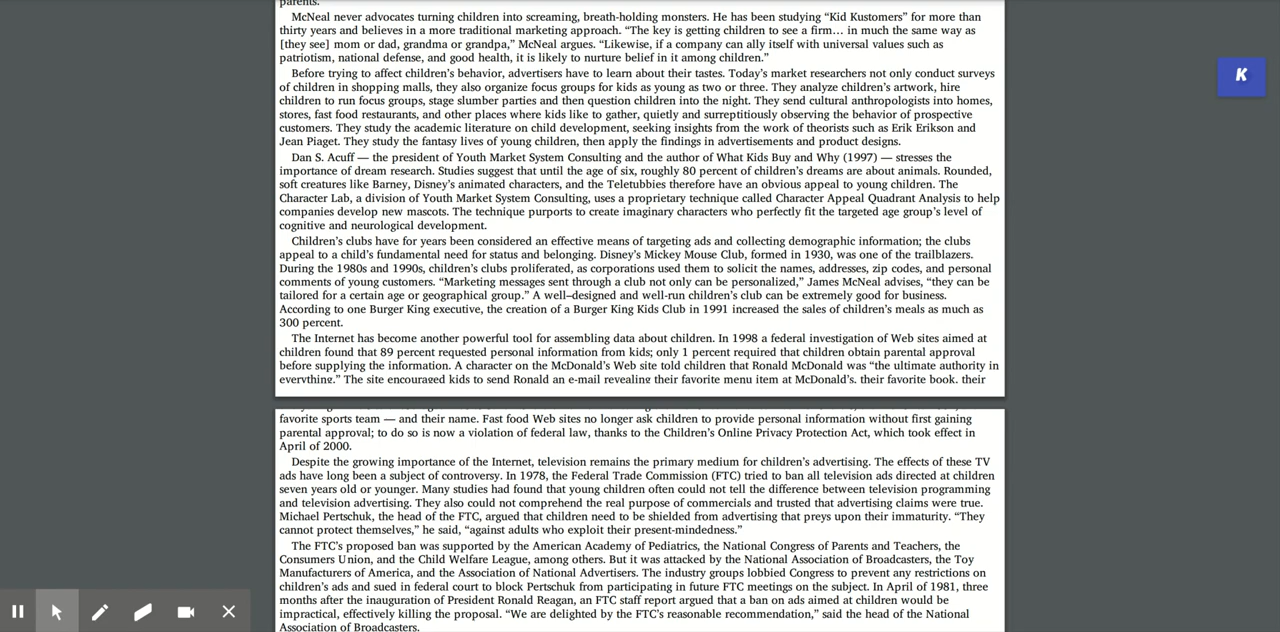 parents.
McNeal never advocates turning children into screaming, breath-holding monsters. He has been studying “Kid Kustomers” for more than
thirty years and believes in a more traditional marketing approach. “The key is getting children to see a firm… in much the same way as
[they see] mom or dad, grandma or grandpa,” McNeal argues. “Likewise, if a company can ally itself with universal values such as
patriotism, national defense, and good health, it is likely to nurture belief in it among children.”
Before trying to affect children’s behavior, advertisers have to learn about their tastes. Today’s market researchers not only conduct surveys
of children in shopping malls, they also organize focus groups for kids as young as two or three. They analyze children’s artwork, hire
children to run focus groups, stage slumber parties and then question children into the night. They send cultural anthropologists into homes,
stores, fast food restaurants, and other places where kids like to gather, quietly and surreptitiously observing the behavior of prospective
customers. They study the academic literature on child development, seeking insights from the work of theorists such as Erik Erikson and
Jean Piaget. They study the fantasy lives of young children, then apply the findings in advertisements and product designs.
Dan S. Acuff — the president of Youth Market System Consulting and the author of What Kids Buy and Why (1997) — stresses the
importance of dream research. Studies suggest that until the age of six, roughly 80 percent of children’s dreams are about animals. Rounded,
soft creatures like Barney, Disney’s animated characters, and the Teletubbies therefore have an obvious appeal to young children. The
Character Lab, a division of Youth Market System Consulting, uses a proprietary technique called Character Appeal Quadrant Analysis to help
companies develop new mascots. The technique purports to create imaginary characters who perfectly fit the targeted age group’s level of
cognitive and neurological development.
Children’s clubs have for years been considered an effective means of targeting ads and collecting demographic information; the clubs
appeal to a child’s fundamental need for status and belonging. Disney’s Mickey Mouse Club, formed in 1930, was one of the trailblazers.
During the 1980s and 1990s, children’s clubs proliferated, as corporations used them to solicit the names, addresses, zip codes, and personal
comments of young customers. “Marketing messages sent through a club not only can be personalized,” James McNeal advises, “they can be
tailored for a certain age or geographical group.” A well–designed and well-run children’s club can be extremely good for business.
According to one Burger King executive, the creation of a Burger King Kids Club in 1991 increased the sales of children’s meals as much as
300 percent.
The Internet has become another powerful tool for assembling data about children. In 1998 a federal investigation of Web sites aimed at
children found that 89 percent requested personal information from kids; only 1 percent required that children obtain parental approval
before supplying the information. A character on the McDonald’s Web site told children that Ronald McDonald was “the ultimate authority in
everything.” The site encouraged kids to send Ronald an e-mail revealing their favorite menu item at McDonald’s, their favorite book, their
favorite sports team — and their name. Fast food Web sites no longer ask children to provide personal information without first gaining
parental approval; to do so is now a violation of federal law, thanks to the Children’s Online Privacy Protection Act, which took effect in
April of 2000.
Despite the growing importance of the Internet, television remains the primary medium for children’s advertising. The effects of these TV
ads have long been a subject of controversy. In 1978, the Federal Trade Commission (FTC) tried to ban all television ads directed at children
seven years old or younger. Many studies had found that young children often could not tell the difference between television programming
and television advertising. They also could not comprehend the real purpose of commercials and trusted that advertising claims were true.
Michael Pertschuk, the head of the FTC, argued that children need to be shielded from advertising that preys upon their immaturity. “They
cannot protect themselves,” he said, “against adults who exploit their present-mindedness.”
The FTC’s proposed ban was supported by the American Academy of Pediatrics, the National Congress of Parents and Teachers, the
Consumers Union, and the Child Welfare League, among others. But it was attacked by the National Association of Broadcasters, the Toy
Manufacturers of America, and the Association of National Advertisers. The industry groups lobbied Congress to prevent any restrictions on
children’s ads and sued in federal court to block Pertschuk from participating in future FTC meetings on the subject. In April of 1981, three
months after the inauguration of President Ronald Reagan, an FTC staff report argued that a ban on ads aimed at children would be
impractical, effectively killing the proposal. “We are delighted by the FTC’s reasonable recommendation,” said the head of the National
Association of Broadcasters.
K